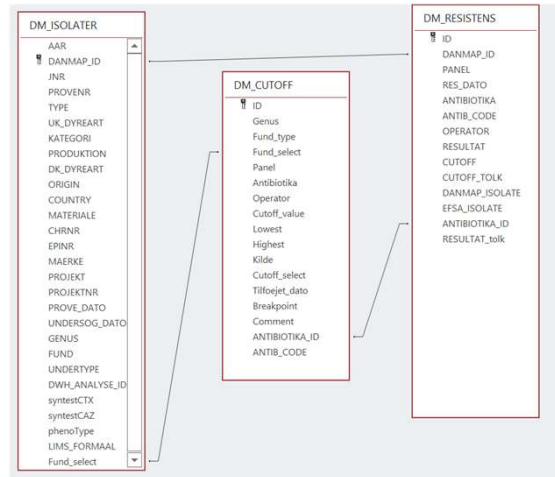 DM_ISOLATER
AAR
DANMAP_ID
JNR
PROVENR
TYPE
UK_DYREART
KATEGORI
PRODUKTION
DK_DYREART
ORIGIN
COUNTRY
MATERIALE
CHRNR
EPINR
MAERKE
PROJEKT
PROJEKTNR
PROVE_DATO
UNDERSOG_DATO
GENUS
FUND
UNDERTYPE
DWH_ANALYSE_ID
syntestCTX
syntestCAZ
phenoType
LIMS_FORMAAL
Fund_select
DM_CUTOFF
ID
Genus
Fund_type
Fund_select
Panel
Antibiotika
Operator
Cutoff_value
Lowest
Highest
Kilde
Cutoff_select
Tilfoejet_dato
Breakpoint
Comment
ANTIBIOTIKA_ID
ANTIB_CODE
DM_RESISTENS
ID
DANMAP_ID
PANEL
RES_DATO
ANTIBIOTIKA
ANTIB_CODE
OPERATOR
RESULTAT
CUTOFF
CUTOFF_TOLK
DANMAP_ISOLATE
EFSA_ISOLATE
ANTIBIOTIKA_ID
RESULTAT_tolk